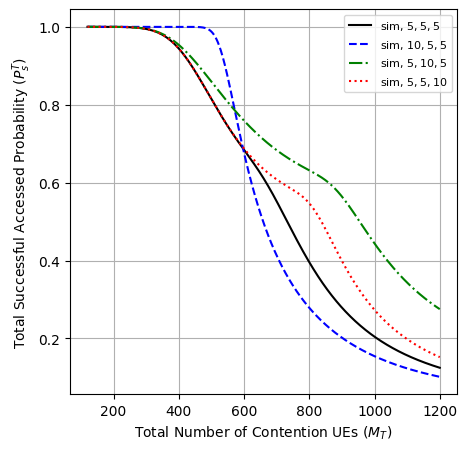 Total Successful Accessed Probability ($P_s^T$)
1.0
0.8
0.6
0.4
0.2
sim, 5, 5, 5
sim, 10, 5, 5
sim, 5, 10, 5
sim, 5, 5, 10
200 400 600 800 1000 1200
Total Number of Contention UEs ($M_T$)